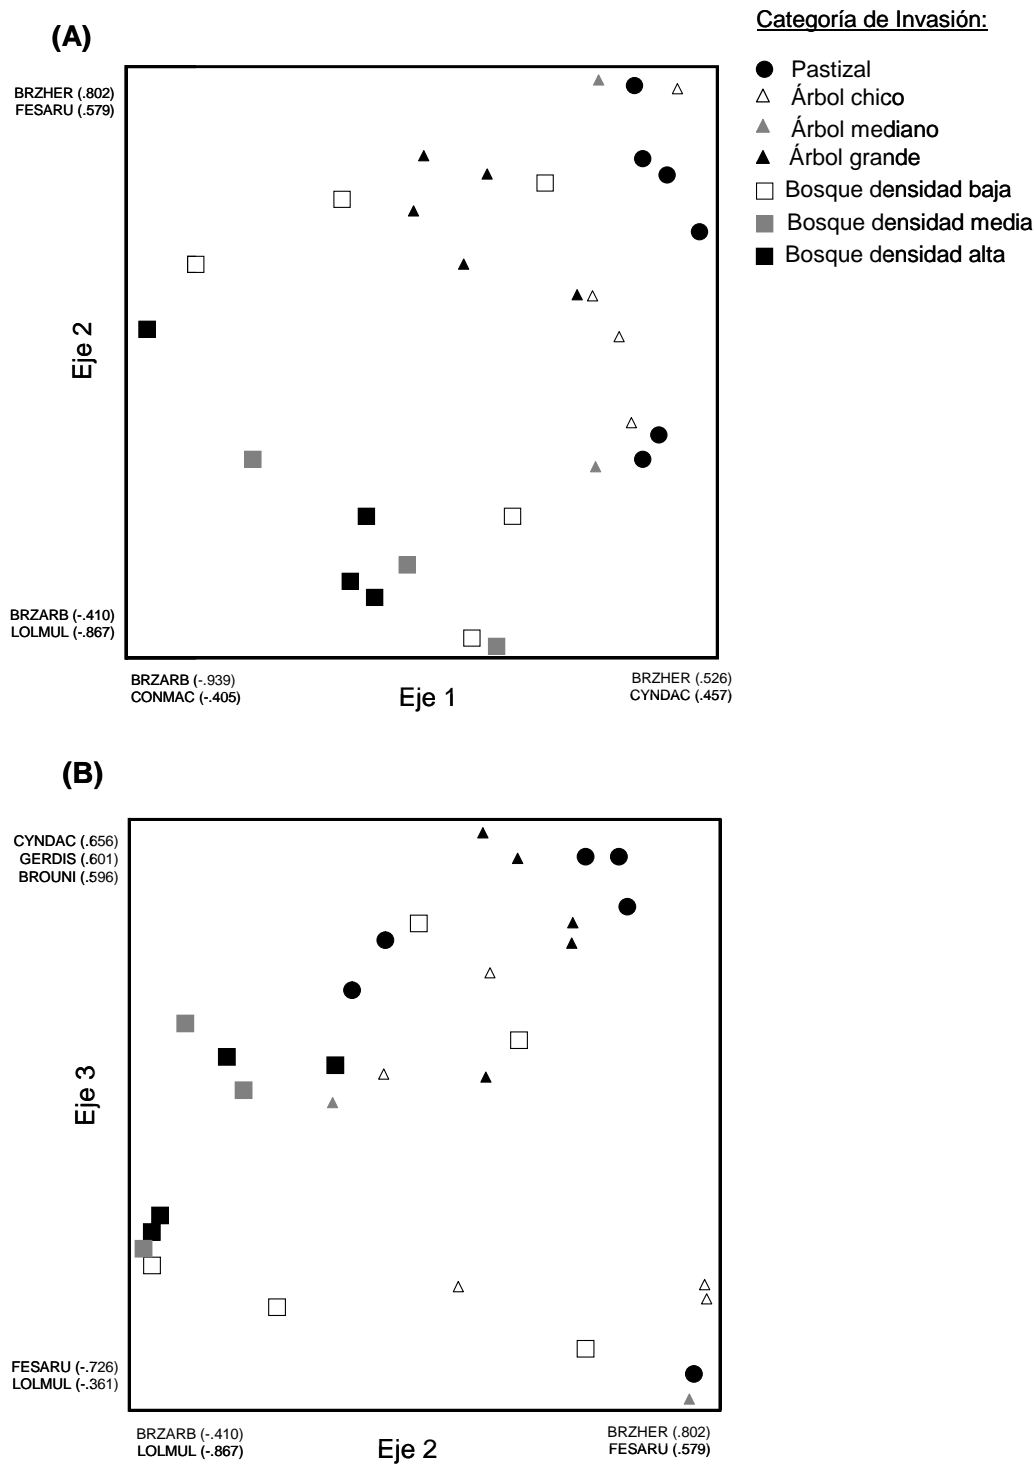 (A)
Categoría de Invasión:
Pastizal
Árbol chico
Árbol mediano
Árbol grande
Bosque densidad baja
Bosque densidad media
Bosque densidad alta
BRZHER (.802)
FESARU (.579)
Eje 2
BRZARB (-.410)
LOLMUL (-.867)
BRZARB (-.939)
CONMAC (-.405)
Eje 1
BRZHER (.526)
CYNDAC (.457)
(B)
CYNDAC (.656)
GERDIS (.601)
BROUNI (.596)
Eje 3
FESARU (-.726)
LOLMUL (-.361)
BRZARB (-.410)
LOLMUL (-.867)
Eje 2
BRZHER (.802)
FESARU (.579)